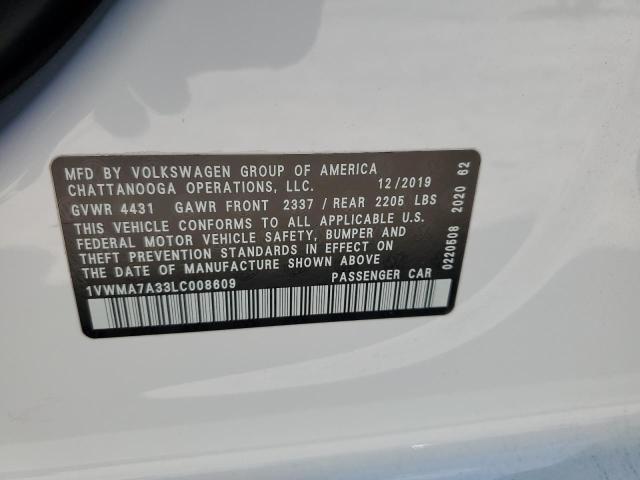 MFD BY VOLKSWAGEN GROUP OF AMERICA
CHATTANOOGA OPERATIONS, LLC. 12/2019
GVWR 4431 GAWR FRONT 2337 / REAR 2205 LBS
THIS VEHICLE CONFORMS TO ALL APPLICABLE U.S.
FEDERAL MOTOR VEHICLE SAFETY, BUMPER AND
THEFT PREVENTION STANDARDS IN EFFECT ON
THE DATE OF MANUFACTURE SHOWN ABOVE
1VWMA7A33LC008609 PASSENGER CAR
0220508 2020 62